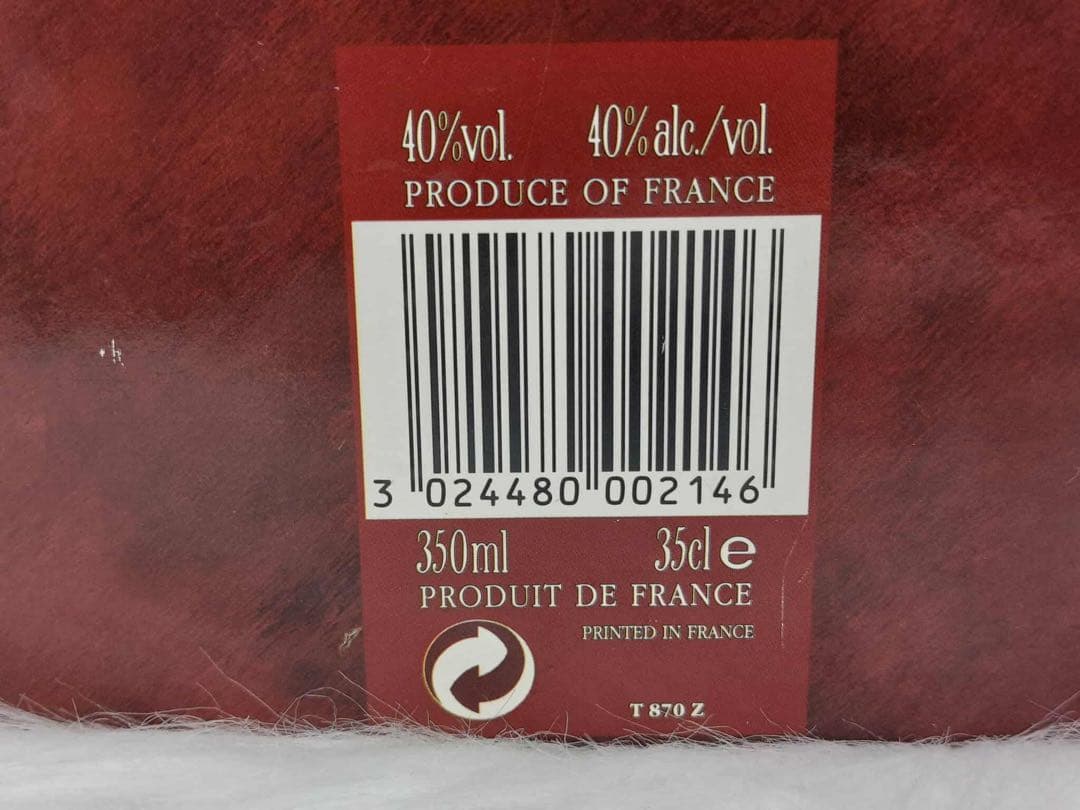 40%vol. 40% alc./vol.
PRODUCE OF FRANCE
3 024480 002146
350ml 35cl e
PRODUIT DE FRANCE
PRINTED IN FRANCE
T 870 Z